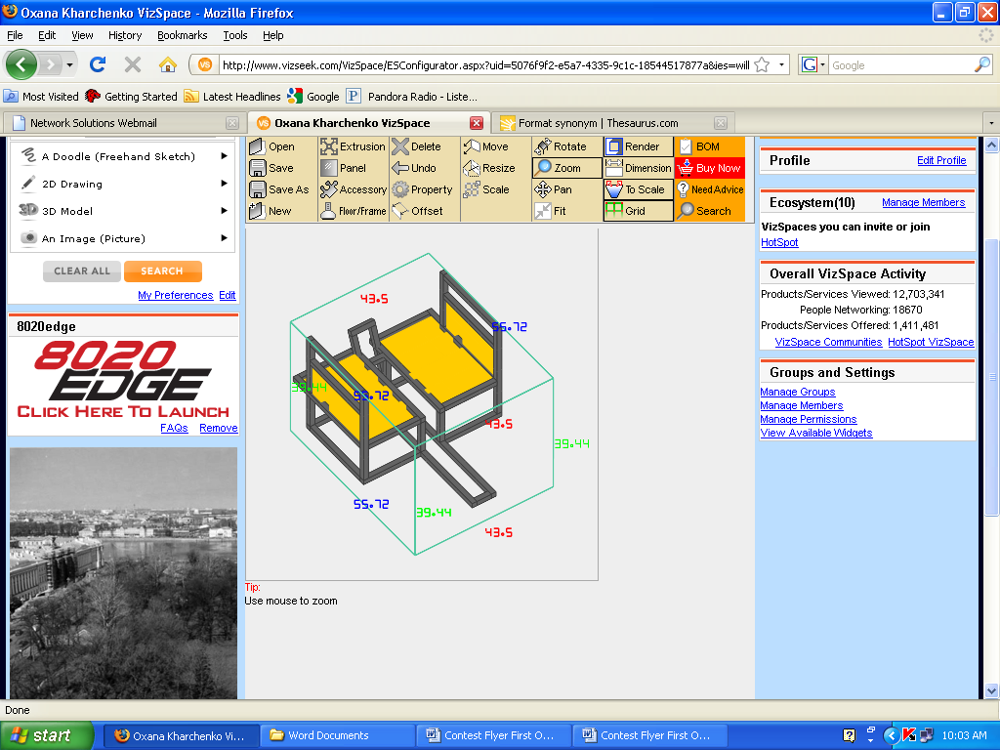 Oxana Kharchenko VizSpace - Mozilla Firefox
File Edit View History Bookmarks Tools Help
VS http://www.vizseek.com/VizSpace/ESConfigurator.aspx?uid=5076f9f2-e5a7-4335-9c1c-18544517877a&ies=will
G Google
Most Visited Getting Started Latest Headlines Google P Pandora Radio - Liste...
Network Solutions Webmail
VS Oxana Kharchenko VizSpace
Format synonym | Thesaurus.com
A Doodle (Freehand Sketch)
2D Drawing
3D 3D Model
An Image (Picture)
CLEAR ALL SEARCH
My Preferences Edit
8020edge
8020
EDGE
CLICK HERE TO LAUNCH
FAQs Remove
Open Extrusion Delete Move Rotate Render BOM
Save Panel Undo Resize Zoom Dimension Buy Now
Save As Accessory Property Scale Pan To Scale Need Advice
New Floor/Frame Offset Fit Grid Search
43.5
55.72
39.44
55.72
43.5
39.44
55.72
39.44
43.5
Tip:
Use mouse to zoom
Profile Edit Profile
Ecosystem(10) Manage Members
VizSpaces you can invite or join
HotSpot
Overall VizSpace Activity
Products/Services Viewed: 12,703,341
People Networking: 18670
Products/Services Offered: 1,411,481
VizSpace Communities HotSpot VizSpace
Groups and Settings
Manage Groups
Manage Members
Manage Permissions
View Available Widgets
Done
start
Oxana Kharchenko Vi...
Word Documents
Contest Flyer First O...
Contest Flyer First O...
10:03 AM